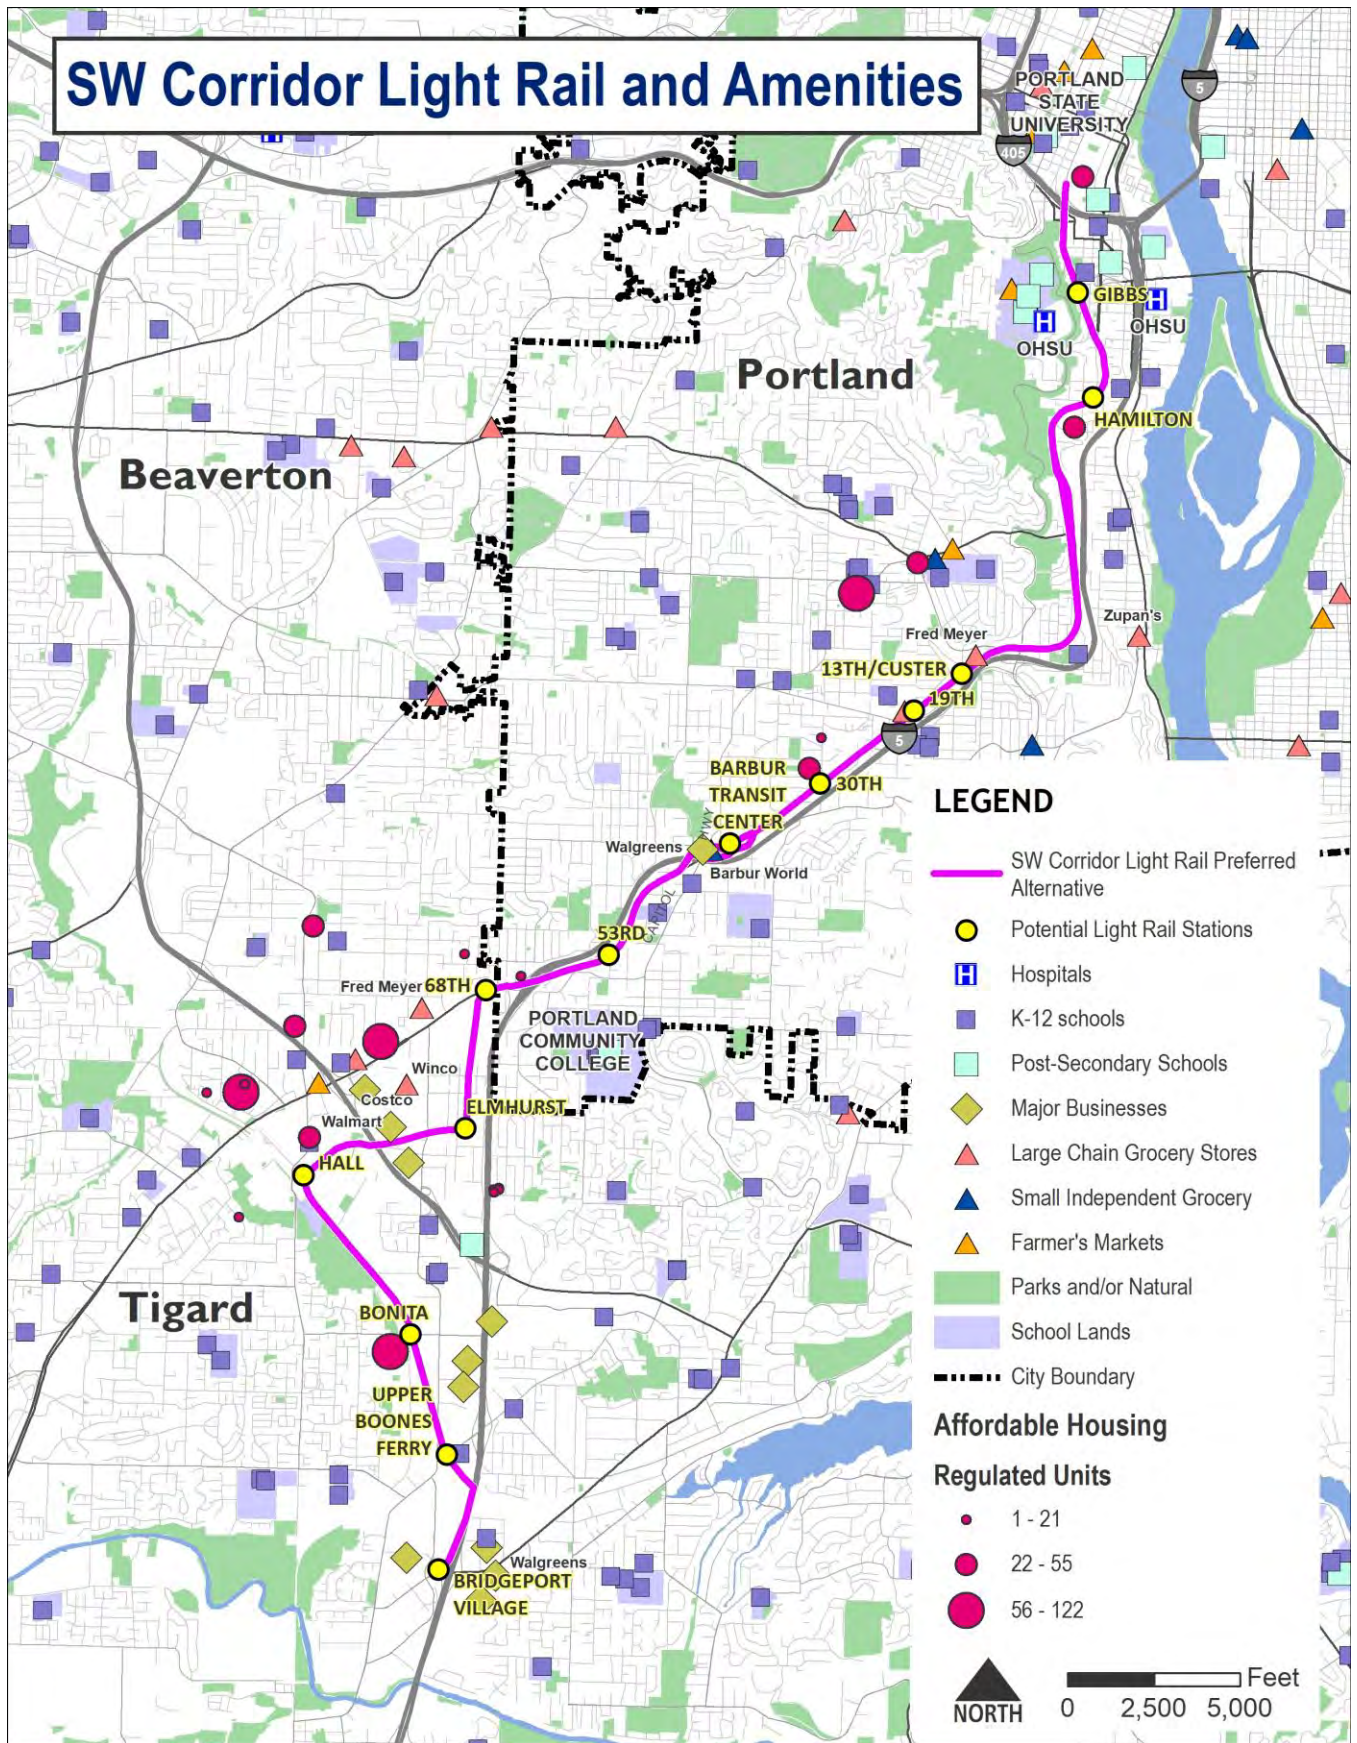 SW Corridor Light Rail and Amenities
PORTLAND
STATE
UNIVERSITY
5
405
GIBBS
OHSU
OHSU
Portland
HAMILTON
Beaverton
Zupan's
Fred Meyer
13TH/CUSTER
19TH
5
BARBUR
TRANSIT
CENTER
30TH
HWY
Walgreens
Barbur World
CAPITOL
53RD
Fred Meyer
68TH
PORTLAND
COMMUNITY
COLLEGE
Winco
Costco
Walmart
ELMHURST
HALL
Tigard
BONITA
UPPER
BOONES
FERRY
Walgreens
BRIDGEPORT
VILLAGE
LEGEND
SW Corridor Light Rail Preferred
Alternative
Potential Light Rail Stations
H Hospitals
K-12 schools
Post-Secondary Schools
Major Businesses
Large Chain Grocery Stores
Small Independent Grocery
Farmer's Markets
Parks and/or Natural
School Lands
City Boundary
Affordable Housing
Regulated Units
1 - 21
22 - 55
56 - 122
NORTH
Feet
0 2,500 5,000